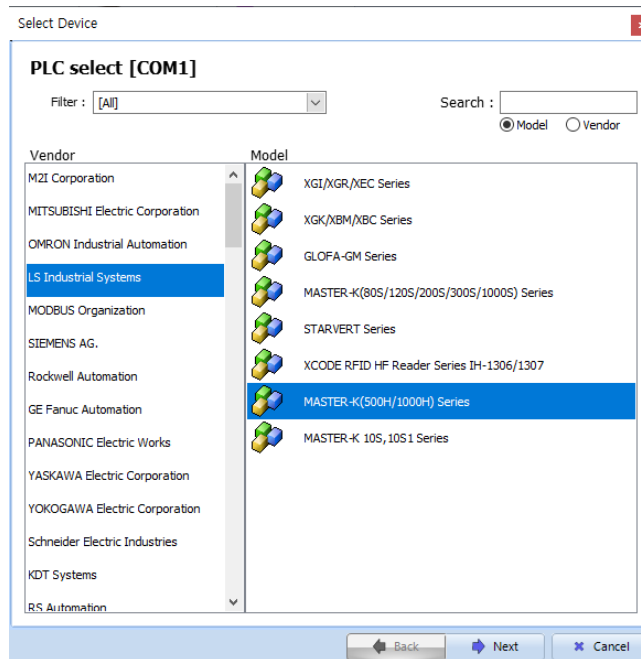 Select Device
PLC select [COM1]
Filter : [All] Search :
Model Vendor
Vendor Model
M2I Corporation
MITSUBISHI Electric Corporation
OMRON Industrial Automation
LS Industrial Systems
MODBUS Organization
SIEMENS AG.
Rockwell Automation
GE Fanuc Automation
PANASONIC Electric Works
YASKAWA Electric Corporation
YOKOGAWA Electric Corporation
Schneider Electric Industries
KDT Systems
RS Automation
XGI/XGR/XEC Series
XGK/XBM/XBC Series
GLOFA-GM Series
MASTER-K(80S/120S/200S/300S/1000S) Series
STARVERT Series
XCODE RFID HF Reader Series IH-1306/1307
MASTER-K(500H/1000H) Series
MASTER-K 10S,10S1 Series
Back Next Cancel